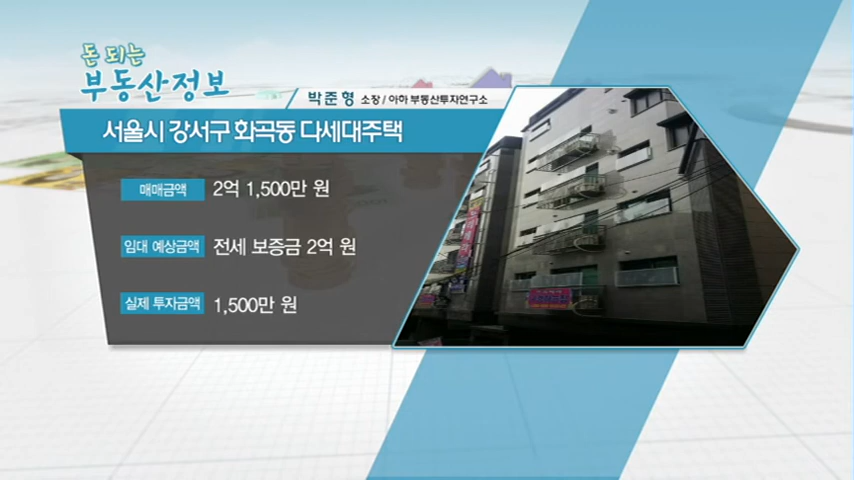 돈 되는
부동산정보
박준형 소장 / 아하 부동산투자연구소
서울시 강서구 화곡동 다세대주택
매매금액 2억 1,500만 원
임대 예상금액 전세 보증금 2억 원
실제 투자금액 1,500만 원